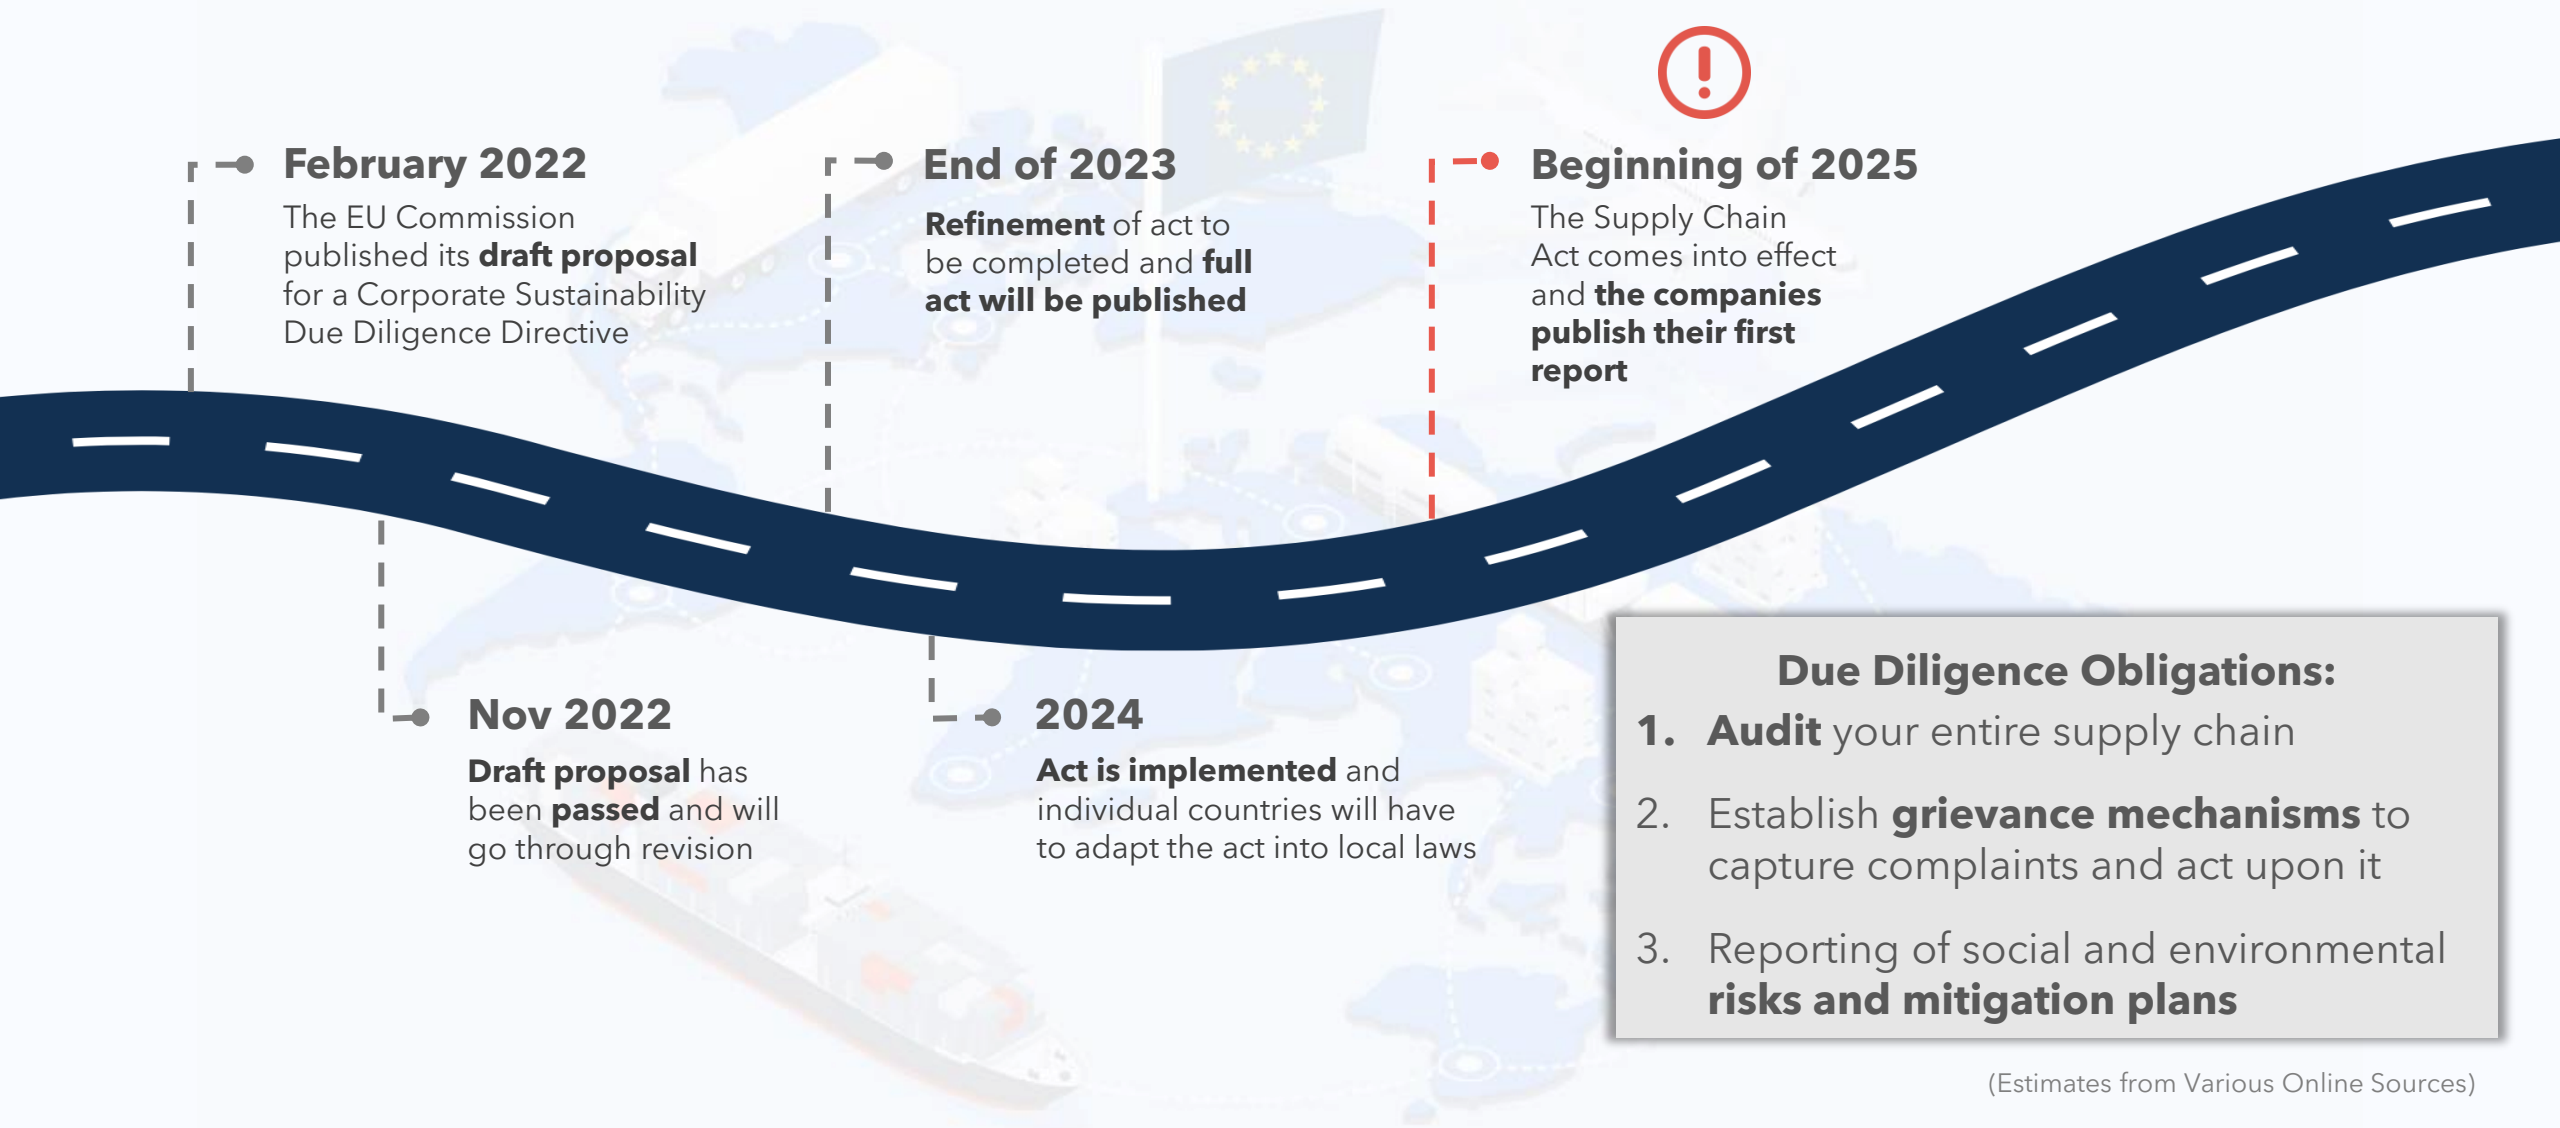 February 2022
The EU Commission
published its draft proposal
for a Corporate Sustainability
Due Diligence Directive
Nov 2022
Draft proposal has
been passed and will
go through revision
End of 2023
Refinement of act to
be completed and full
act will be published
2024
Act is implemented and
individual countries will have
to adapt the act into local laws
!
Beginning of 2025
The Supply Chain
Act comes into effect
and the companies
publish their first
report
Due Diligence Obligations:
1. Audit your entire supply chain
2. Establish grievance mechanisms to
capture complaints and act upon it
3. Reporting of social and environmental
risks and mitigation plans
(Estimates from Various Online Sources)